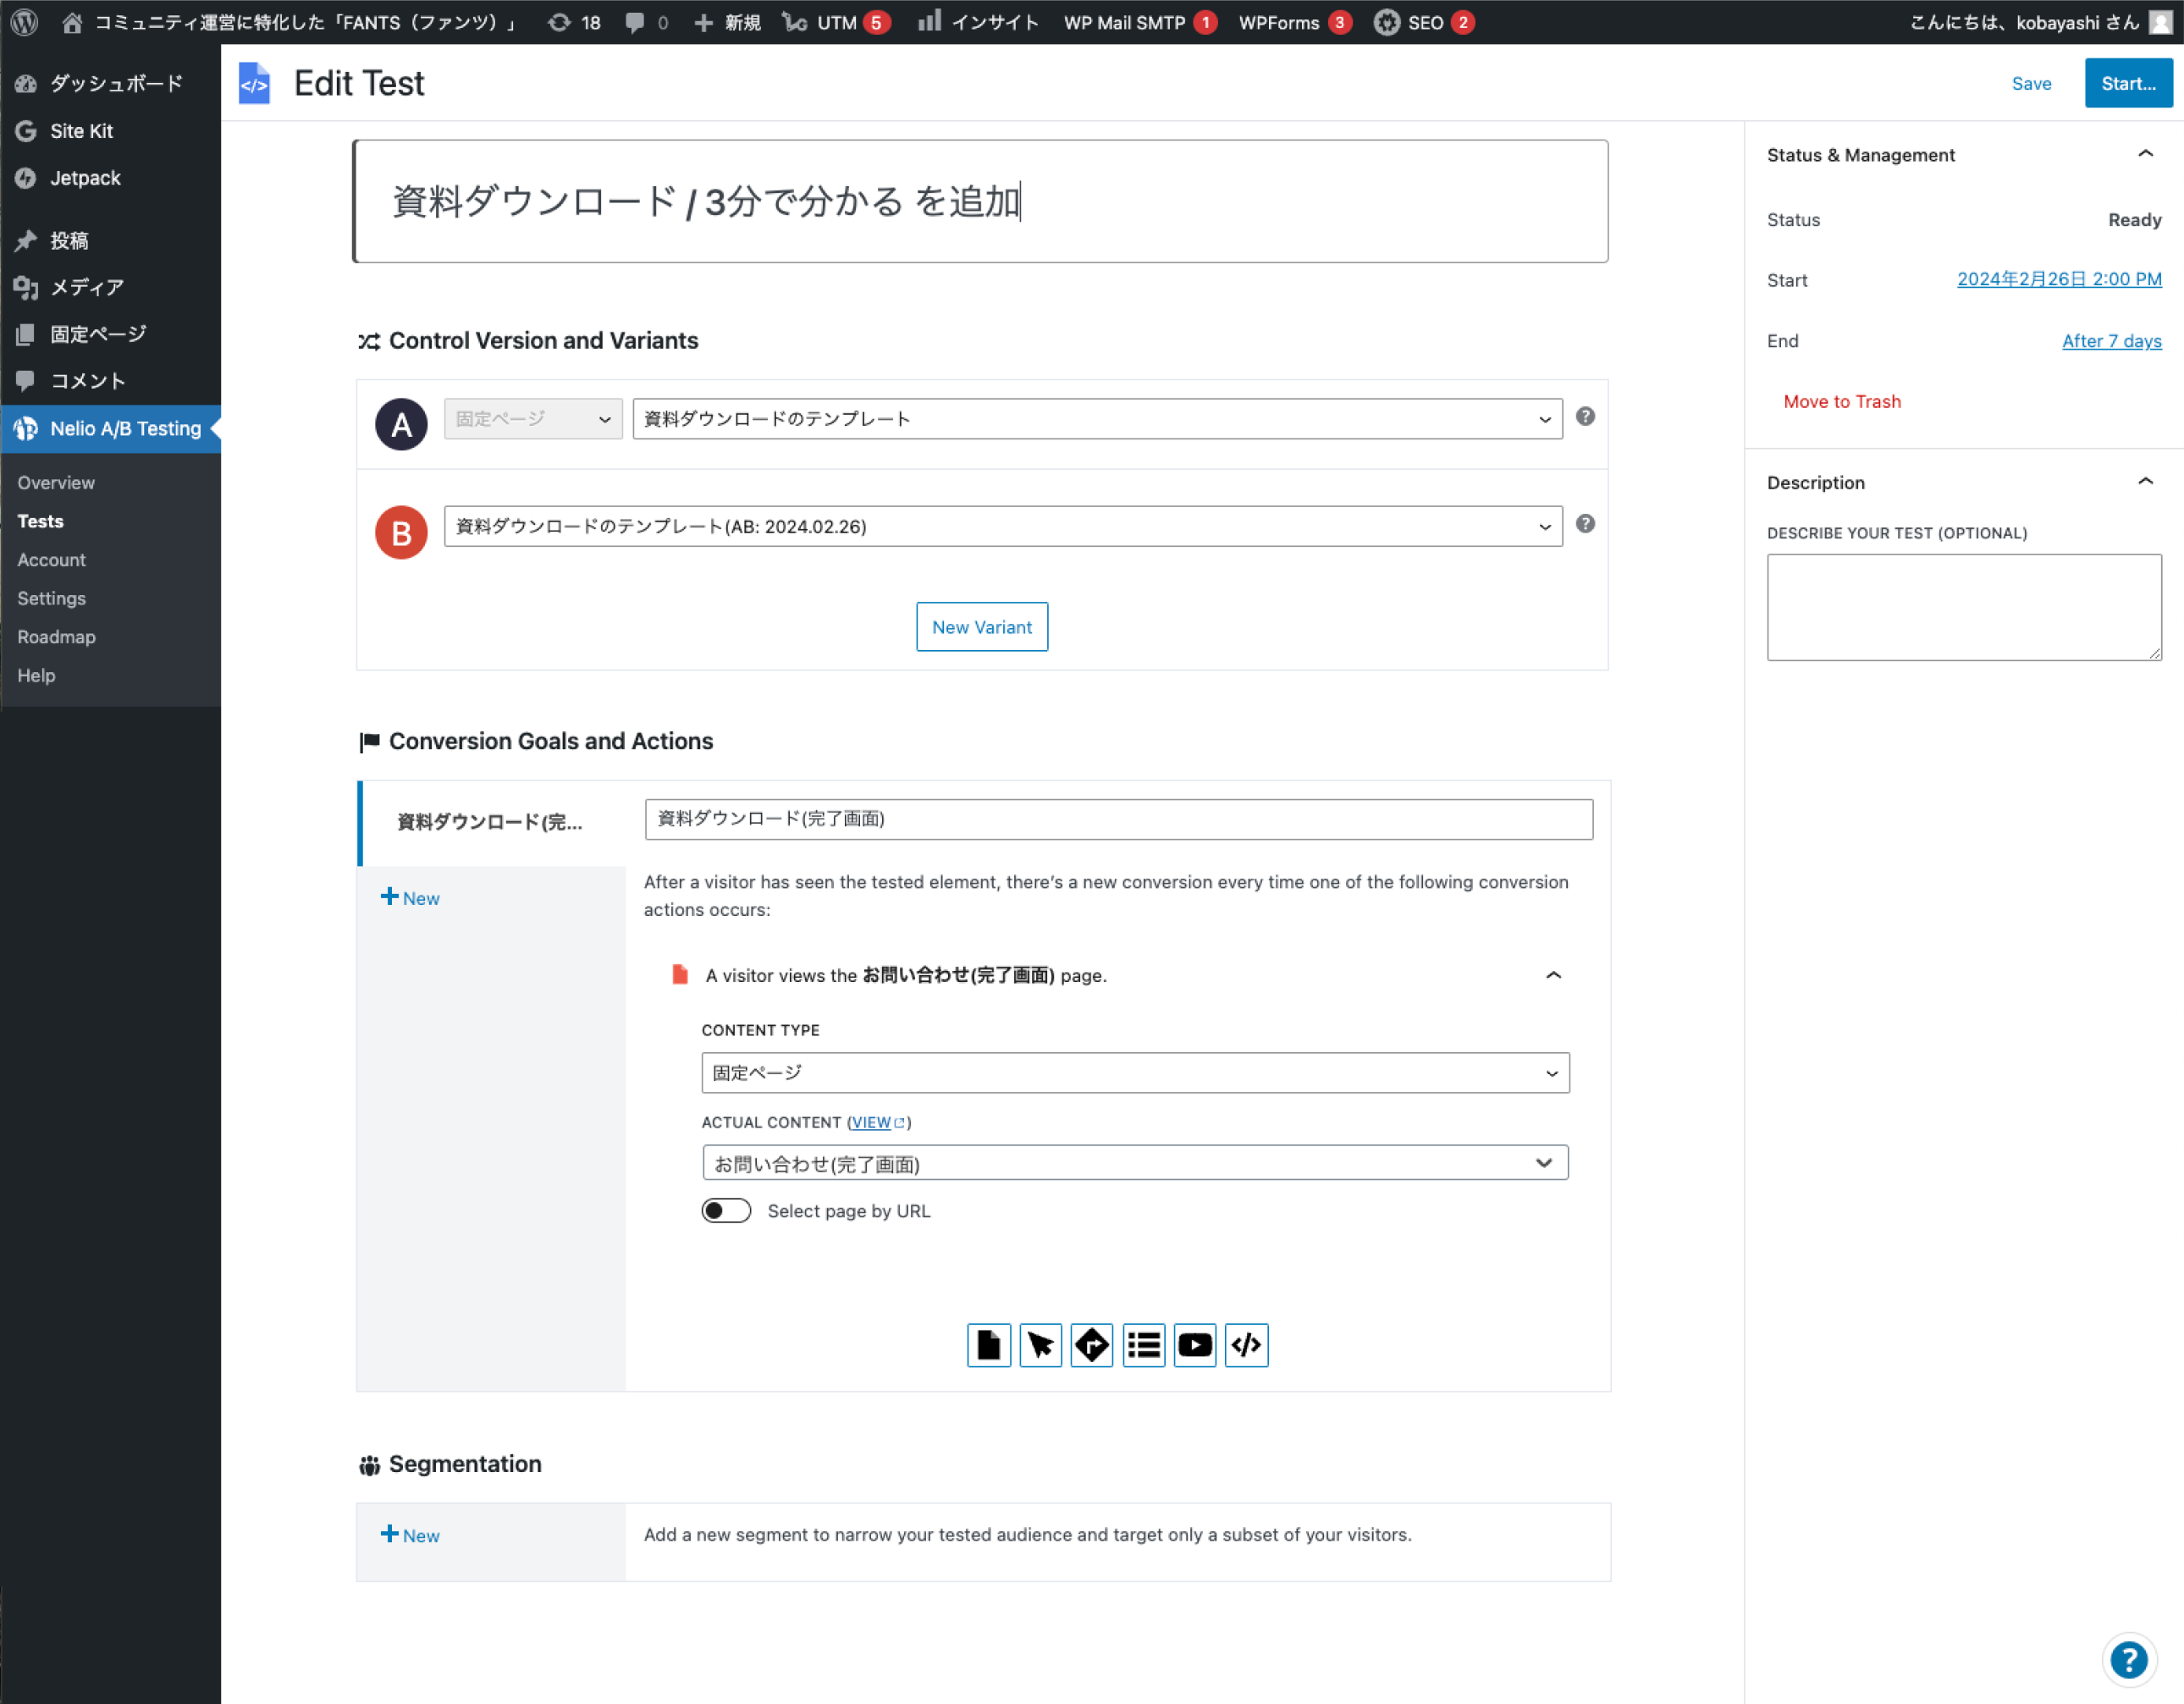 コミュニティ運営に特化した「FANTS（ファンツ）」 18 0 新規 UTM 5 インサイト WP Mail SMTP 1 WPForms 3 SEO 2 こんにちは、kobayashi さん
ダッシュボード
Site Kit
Jetpack
投稿
メディア
固定ページ
コメント
Nelio A/B Testing
Overview
Tests
Account
Settings
Roadmap
Help
Edit Test
Save
Start...
資料ダウンロード / 3分で分かる を追加
Control Version and Variants
A 固定ページ 資料ダウンロードのテンプレート
B 資料ダウンロードのテンプレート(AB: 2024.02.26)
New Variant
Conversion Goals and Actions
資料ダウンロード(完...
New
資料ダウンロード(完了画面)
After a visitor has seen the tested element, there's a new conversion every time one of the following conversion
actions occurs:
A visitor views the お問い合わせ(完了画面) page.
CONTENT TYPE
固定ページ
ACTUAL CONTENT (VIEW)
お問い合わせ(完了画面)
Select page by URL
Segmentation
New
Add a new segment to narrow your tested audience and target only a subset of your visitors.
Status & Management
Status Ready
Start 2024年2月26日 2:00 PM
End After 7 days
Move to Trash
Description
DESCRIBE YOUR TEST (OPTIONAL)